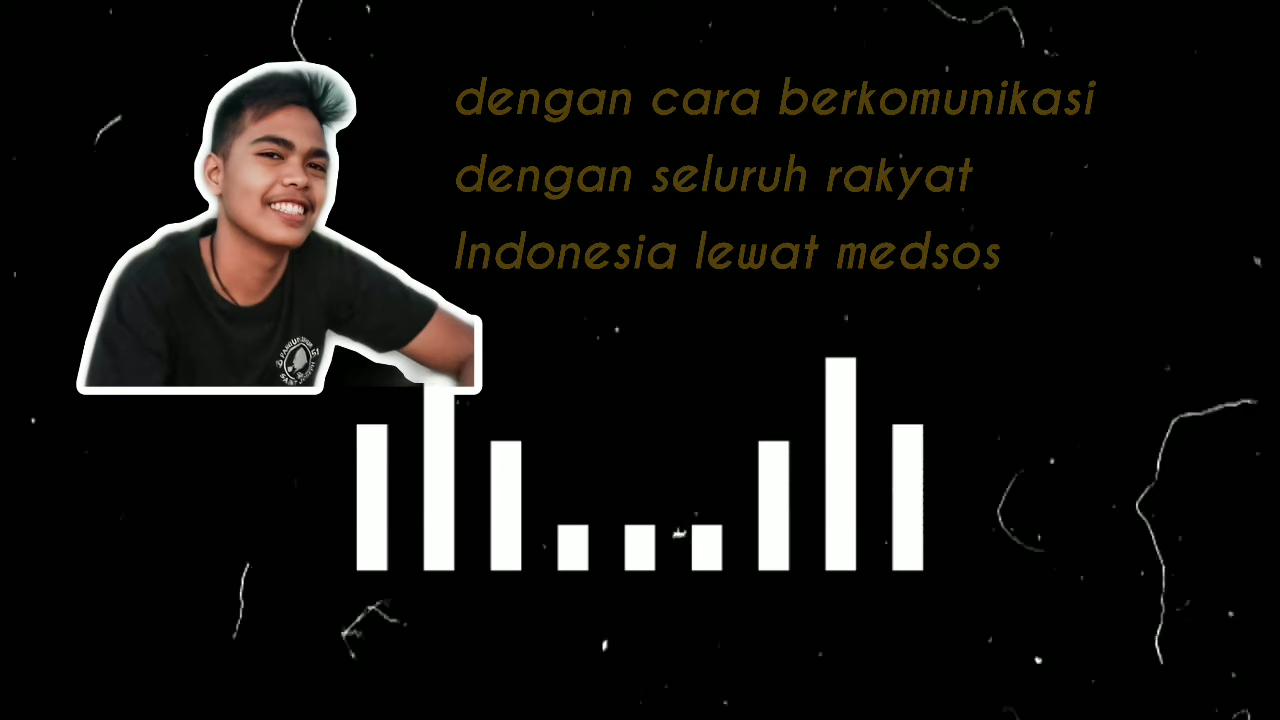 dengan cara berkomunikasi
dengan seluruh rakyat
Indonesia lewat medsos